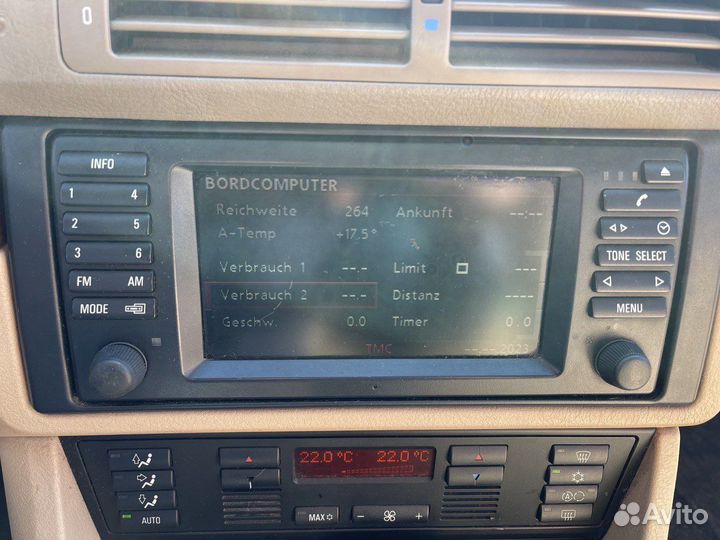 0
INFO
1 4
2 5
3 6
FM AM
MODE
BORDCOMPUTER
Reichweite 264 Ankunft --:--
A-Temp +17.5°
Verbrauch 1 --.- Limit ---
Verbrauch 2 --.- Distanz ----
Geschw. 0.0 Timer 0.0
TMC --.--.2023
TONE SELECT
MENU
22.0°C 22.0°C
AUTO
MAX
- +
A
Avito